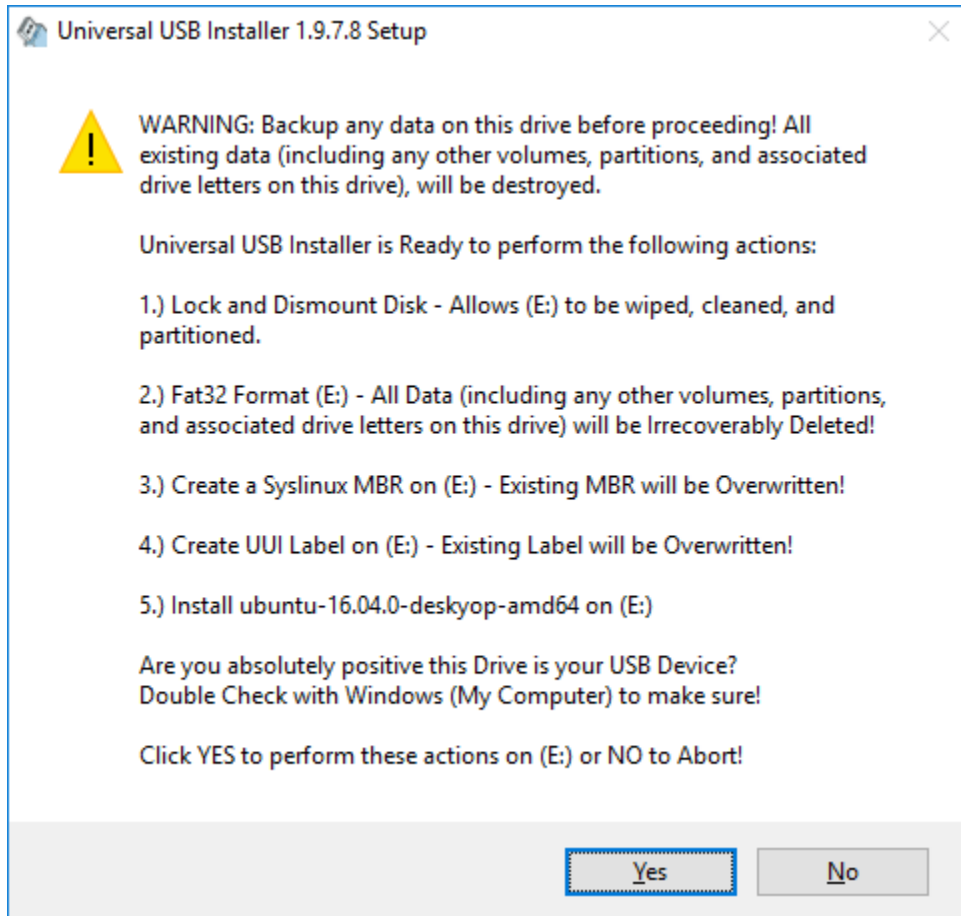 Universal USB Installer 1.9.7.8 Setup
WARNING: Backup any data on this drive before proceeding! All
existing data (including any other volumes, partitions, and associated
drive letters on this drive), will be destroyed.
Universal USB Installer is Ready to perform the following actions:
1.) Lock and Dismount Disk - Allows (E:) to be wiped, cleaned, and
partitioned.
2.) Fat32 Format (E:) - All Data (including any other volumes, partitions,
and associated drive letters on this drive) will be Irrecoverably Deleted!
3.) Create a Syslinux MBR on (E:) - Existing MBR will be Overwritten!
4.) Create UUI Label on (E:) - Existing Label will be Overwritten!
5.) Install ubuntu-16.04.0-deskyop-amd64 on (E:)
Are you absolutely positive this Drive is your USB Device?
Double Check with Windows (My Computer) to make sure!
Click YES to perform these actions on (E:) or NO to Abort!
Yes No